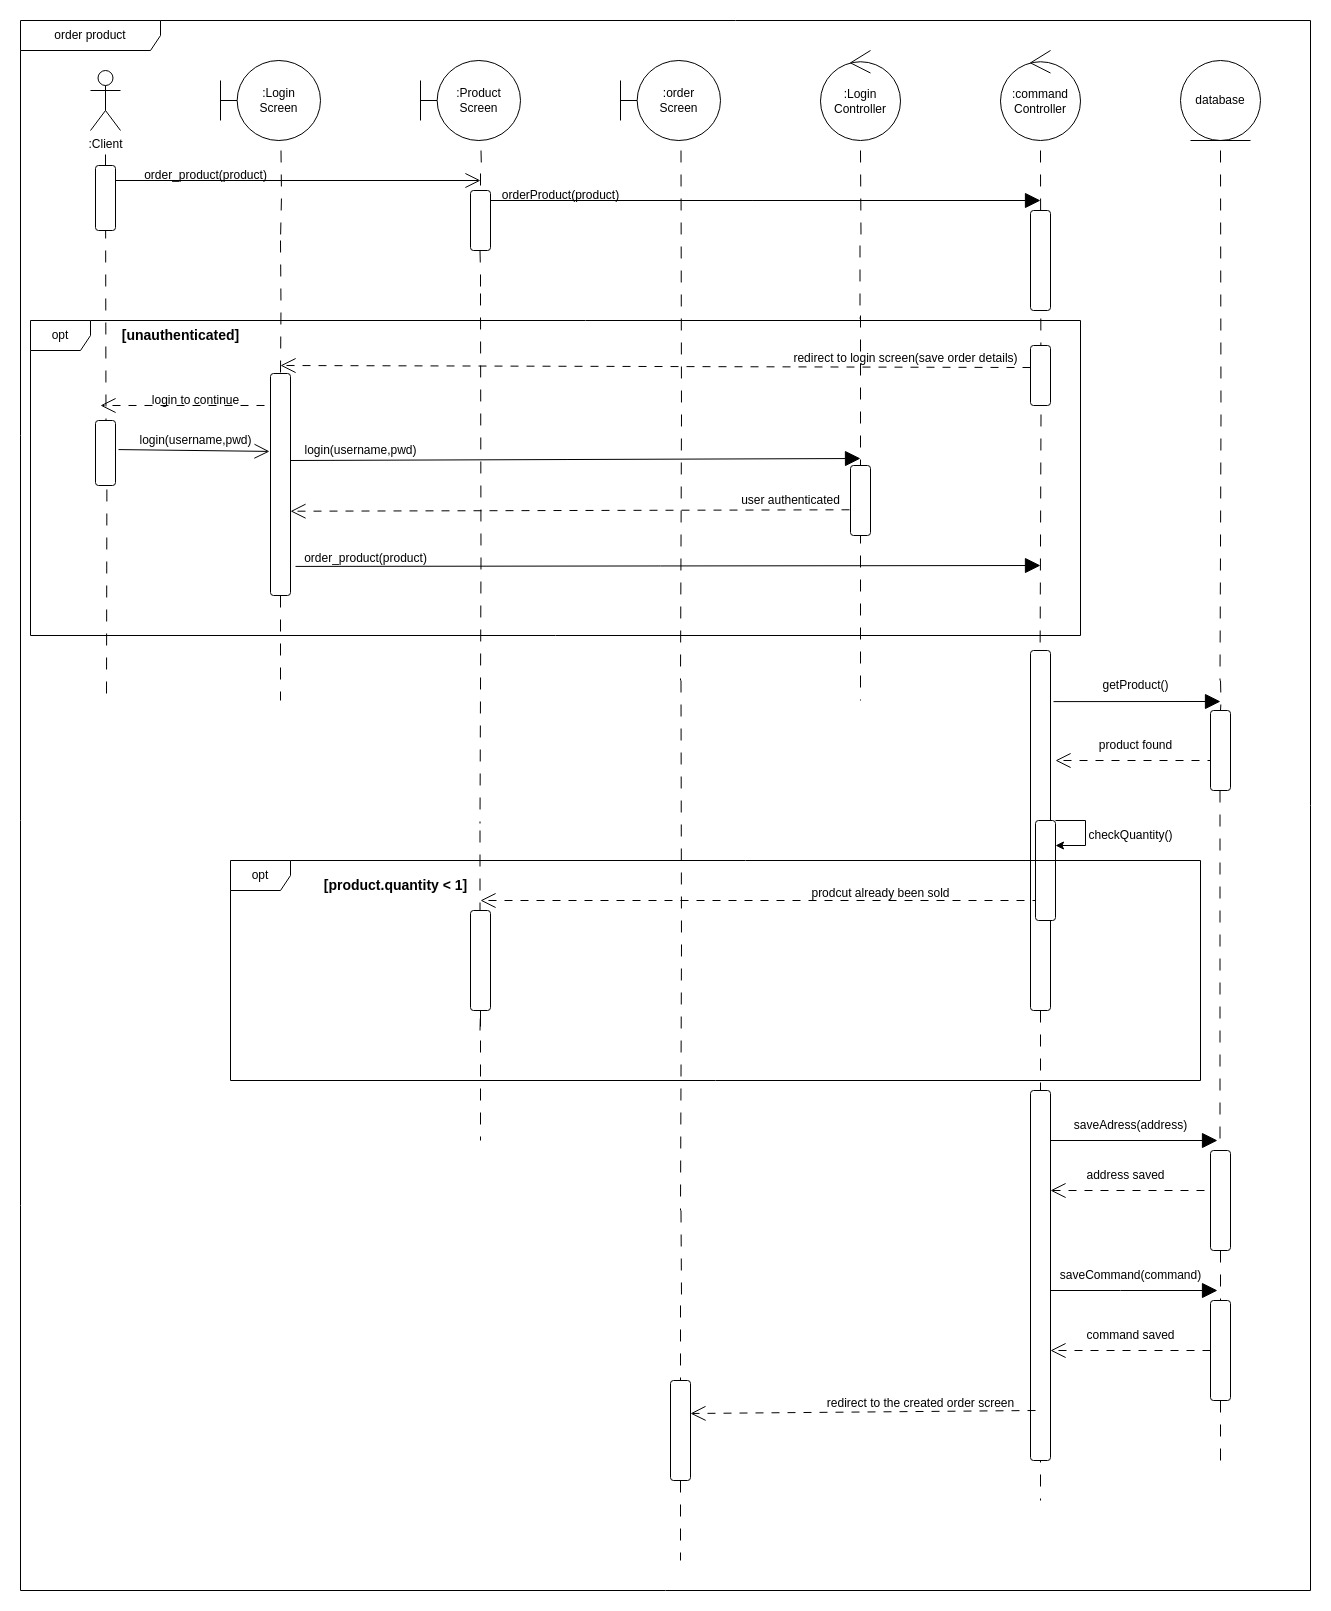 order product
:Client
:Login
Screen
:Product
Screen
:order
Screen
:Login
Controller
:command
Controller
database
order_product(product)
orderProduct(product)
opt
[unauthenticated]
redirect to login screen(save order details)
login to continue
login(username,pwd)
login(username,pwd)
user authenticated
order_product(product)
getProduct()
product found
checkQuantity()
opt
[product.quantity < 1]
prodcut already been sold
saveAdress(address)
address saved
saveCommand(command)
command saved
redirect to the created order screen